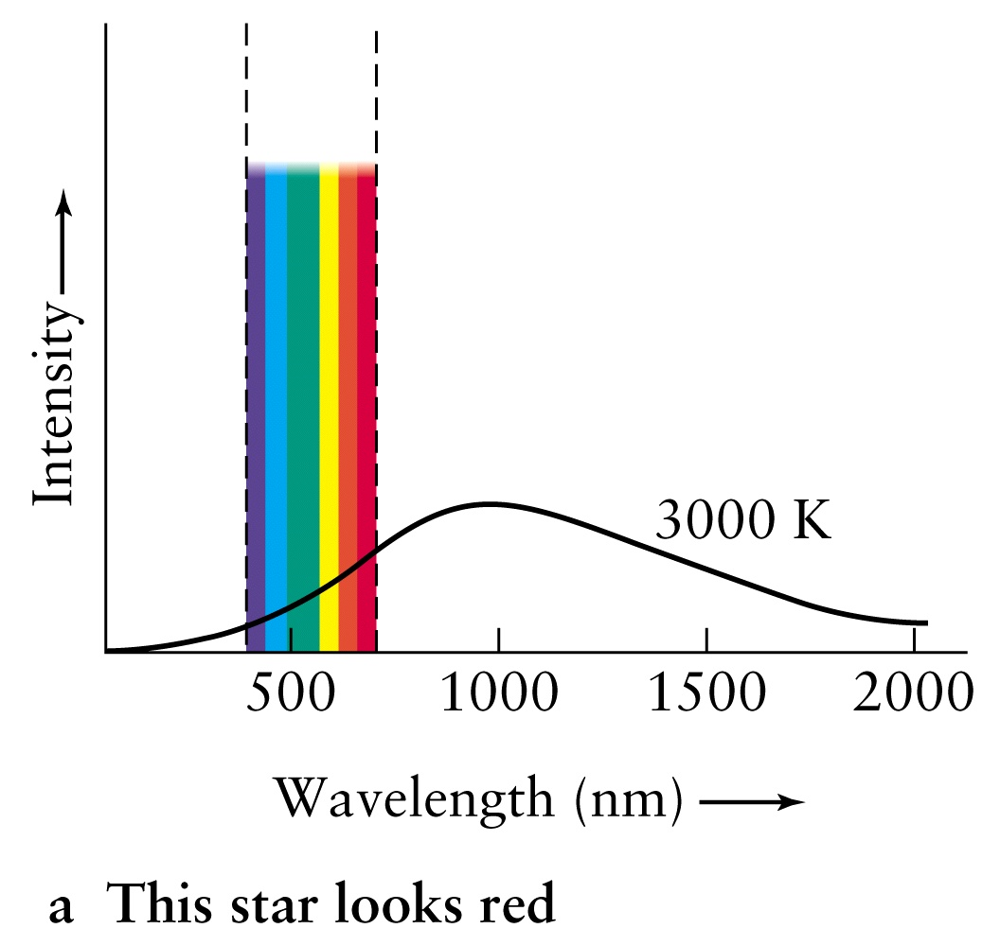 Intensity
3000 K
500 1000 1500 2000
Wavelength (nm)
a This star looks red